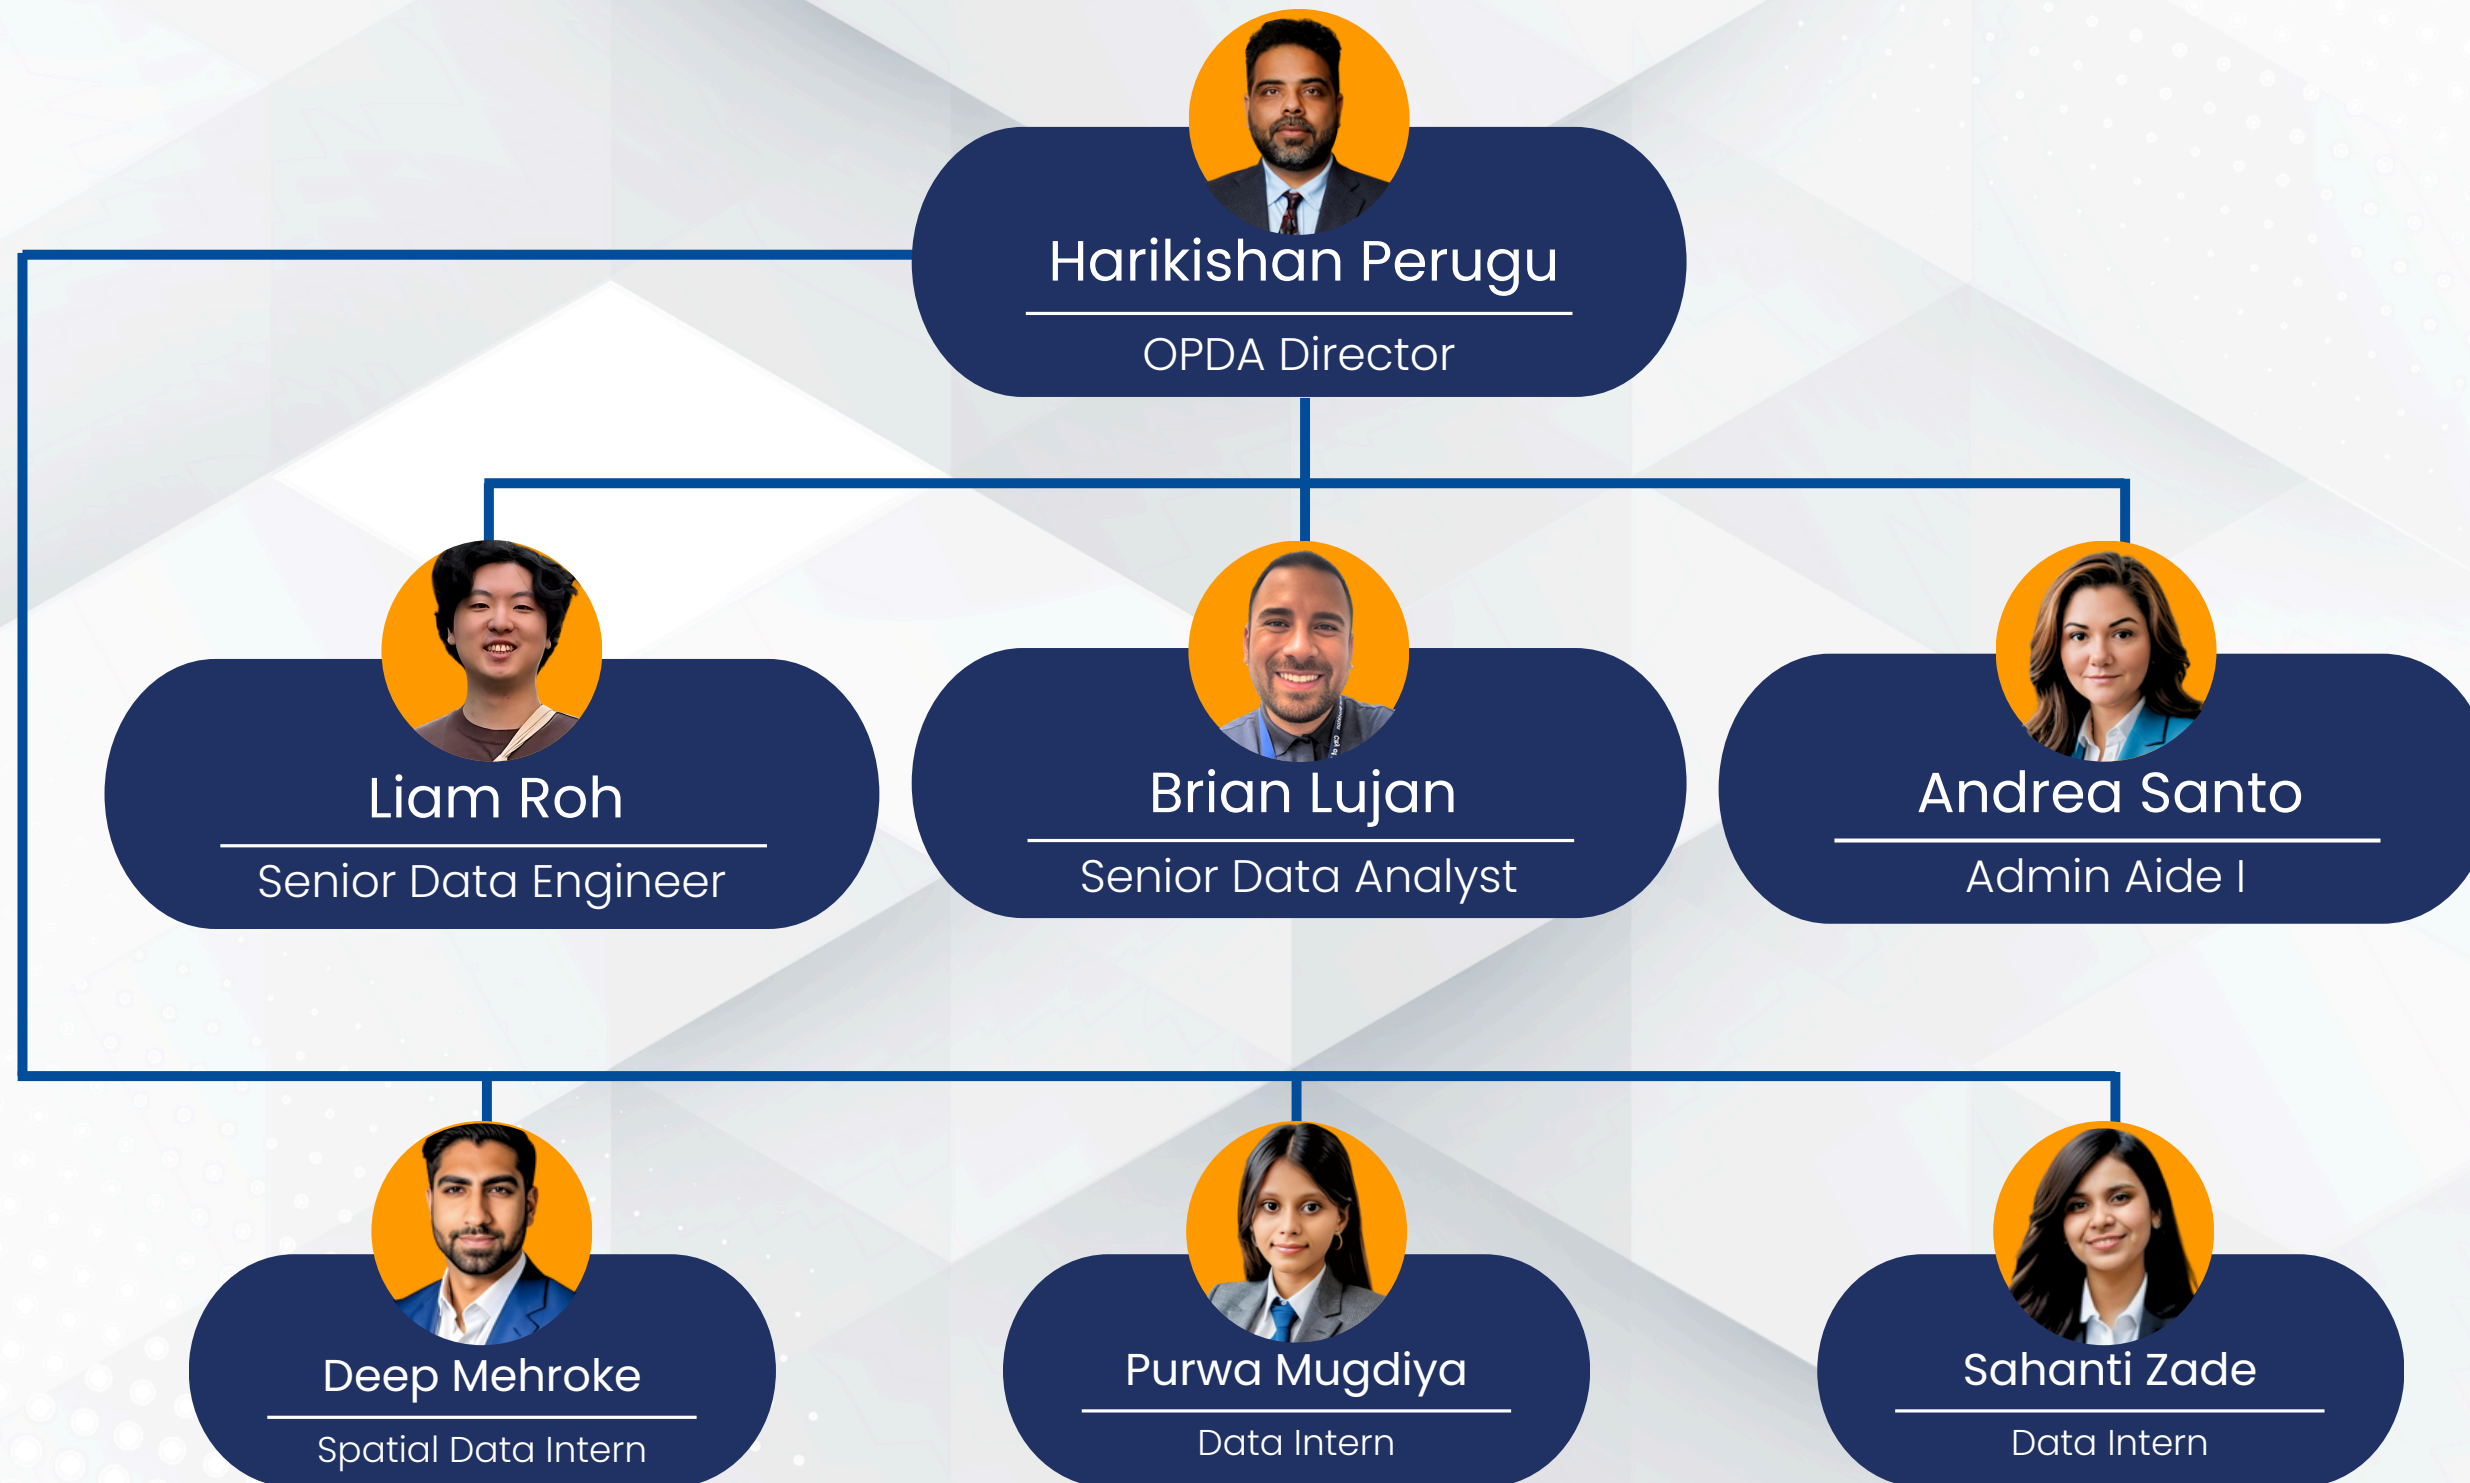 Harikishan Perugu
OPDA Director
Liam Roh
Senior Data Engineer
Brian Lujan
Senior Data Analyst
Andrea Santo
Admin Aide I
Deep Mehroke
Spatial Data Intern
Purwa Mugdiya
Data Intern
Sahanti Zade
Data Intern